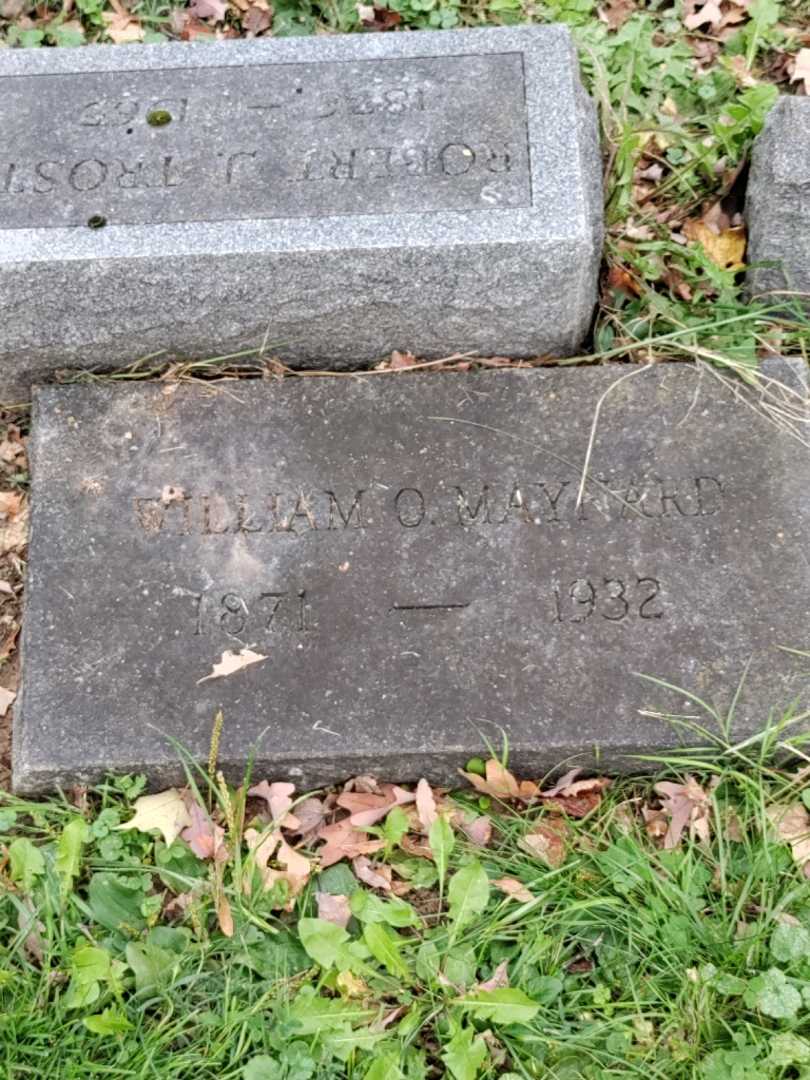 ROBERT J. TROST
WILLIAM O. MAYNARD
1871 — 1932